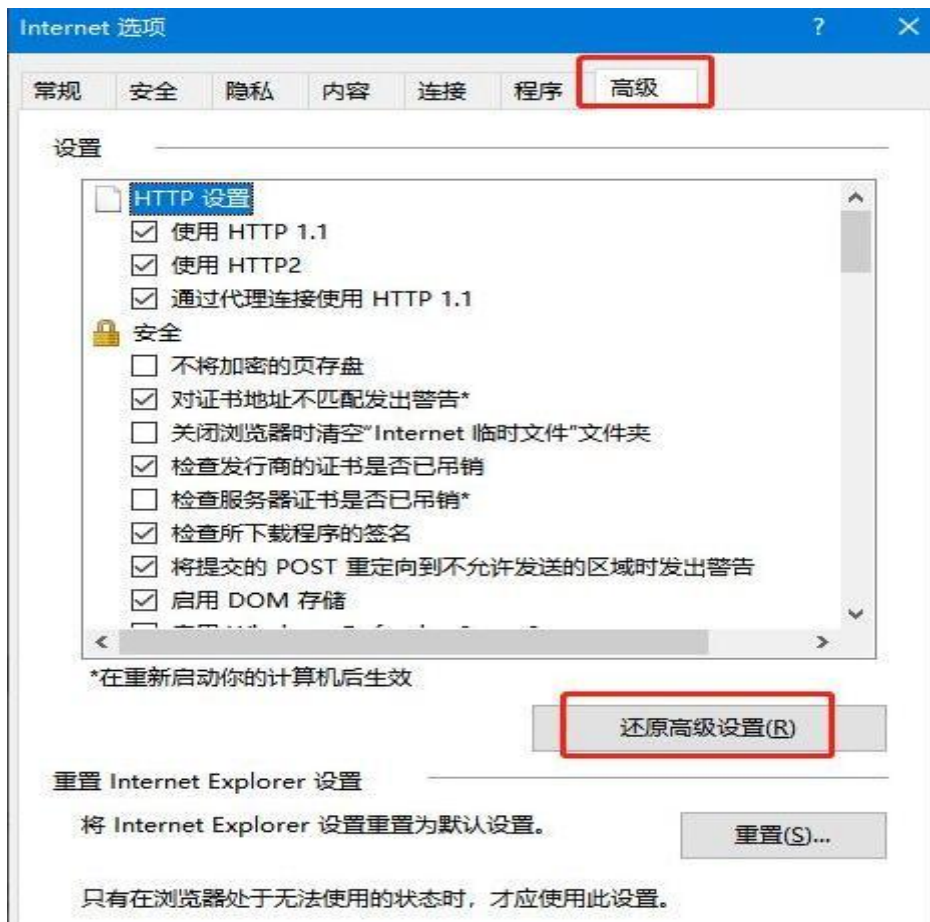 Internet 选项
常规 安全 隐私 内容 连接 程序 高级
设置
HTTP 设置
使用 HTTP 1.1
使用 HTTP2
通过代理连接使用 HTTP 1.1
安全
不将加密的页存盘
对证书地址不匹配发出警告*
关闭浏览器时清空"Internet 临时文件"文件夹
检查发行商的证书是否已吊销
检查服务器证书是否已吊销*
检查所下载程序的签名
将提交的 POST 重定向到不允许发送的区域时发出警告
启用 DOM 存储
*在重新启动你的计算机后生效
还原高级设置(R)
重置 Internet Explorer 设置
将 Internet Explorer 设置重置为默认设置。
重置(S)...
只有在浏览器处于无法使用的状态时，才应使用此设置。